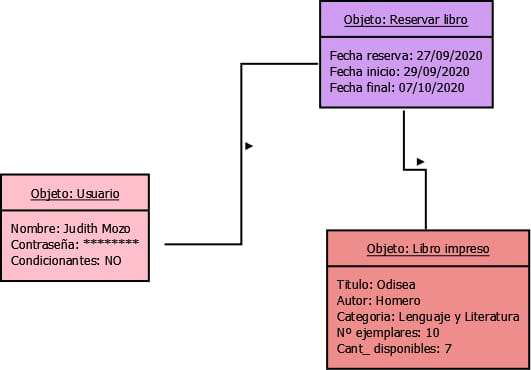 Objeto: Reservar libro
Fecha reserva: 27/09/2020
Fecha inicio: 29/09/2020
Fecha final: 07/10/2020
Objeto: Usuario
Nombre: Judith Mozo
Contraseña: ********
Condicionantes: NO
Objeto: Libro impreso
Titulo: Odisea
Autor: Homero
Categoria: Lenguaje y Literatura
Nº ejemplares: 10
Cant_ disponibles: 7